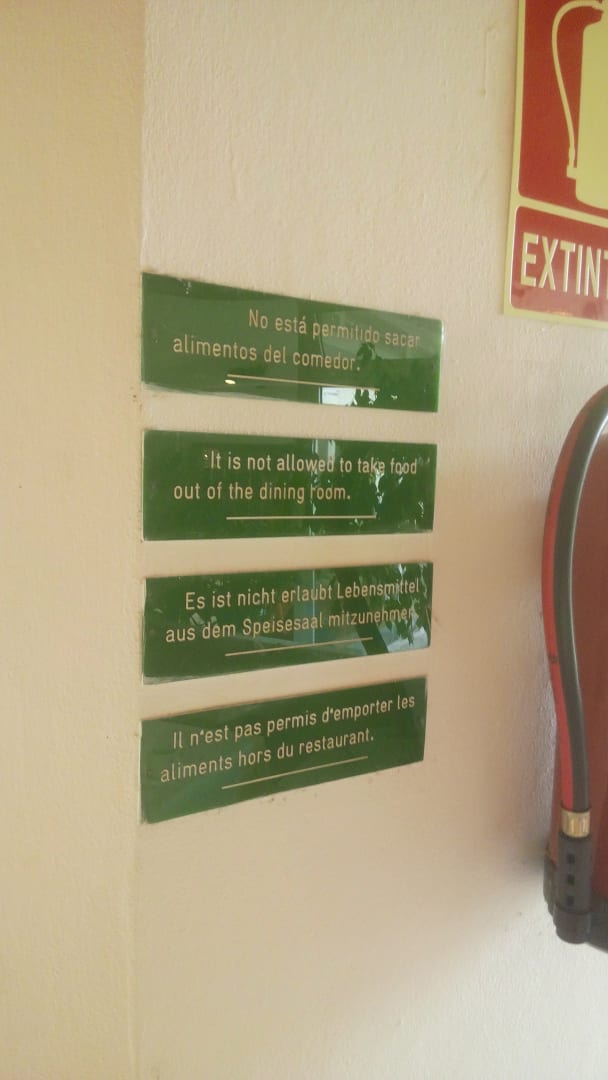 No está permitido sacar
alimentos del comedor.
It is not allowed to take food
out of the dining room.
Es ist nicht erlaubt Lebensmittel
aus dem Speisesaal mitzunehmen
Il n'est pas permis d'emporter les
aliments hors du restaurant.
EXTINT